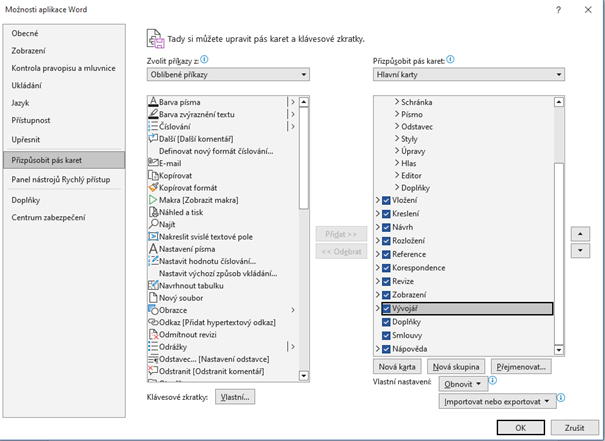 Možnosti aplikace Word
Obecné
Zobrazení
Kontrola pravopisu a mluvnice
Ukládání
Jazyk
Přístupnost
Upřesnit
Přizpůsobit pás karet
Panel nástrojů Rychlý přístup
Doplňky
Centrum zabezpečení
Tady si můžete upravit pás karet a klávesové zkratky.
Zvolit příkazy z:
Oblíbené příkazy
Barva písma
Barva zvýraznění textu
Číslování
Další [Další komentář]
Definovat nový formát číslování...
E-mail
Kopírovat
Kopírovat formát
Makra [Zobrazit makra]
Náhled a tisk
Najít
Nakreslit svislé textové pole
Nastavení písma
Nastavit hodnotu číslování...
Nastavit výchozí způsob vkládání...
Navrhnout tabulku
Nový soubor
Obrazce
Odkaz [Přidat hypertextový odkaz]
Odmítnout revizi
Odrážky
Odstavec... [Nastavení odstavce]
Odstranit [Odstranit komentář]
Klávesové zkratky:
Vlastní...
Přidat >>
<< Odebrat
Přizpůsobit pás karet:
Hlavní karty
Schránka
Písmo
Odstavec
Styly
Úpravy
Hlas
Editor
Doplňky
Vložení
Kreslení
Návrh
Rozložení
Reference
Korespondence
Revize
Zobrazení
Vývojář
Doplňky
Smlouvy
Nápověda
Nová karta
Nová skupina
Přejmenovat...
Vlastní nastavení:
Obnovit
Importovat nebo exportovat
OK
Zrušit